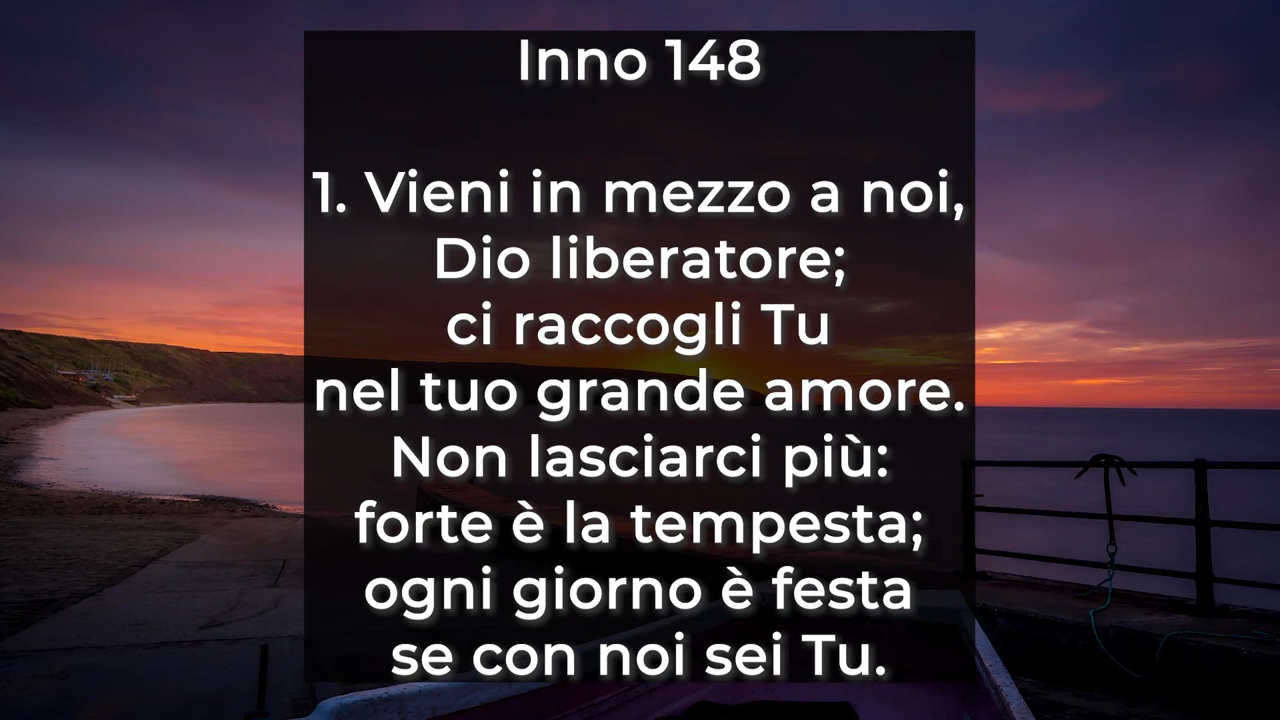 Inno 148
1. Vieni in mezzo a noi,
Dio liberatore;
ci raccogli Tu
nel tuo grande amore.
Non lasciarci più:
forte è la tempesta;
ogni giorno è festa
se con noi sei Tu.